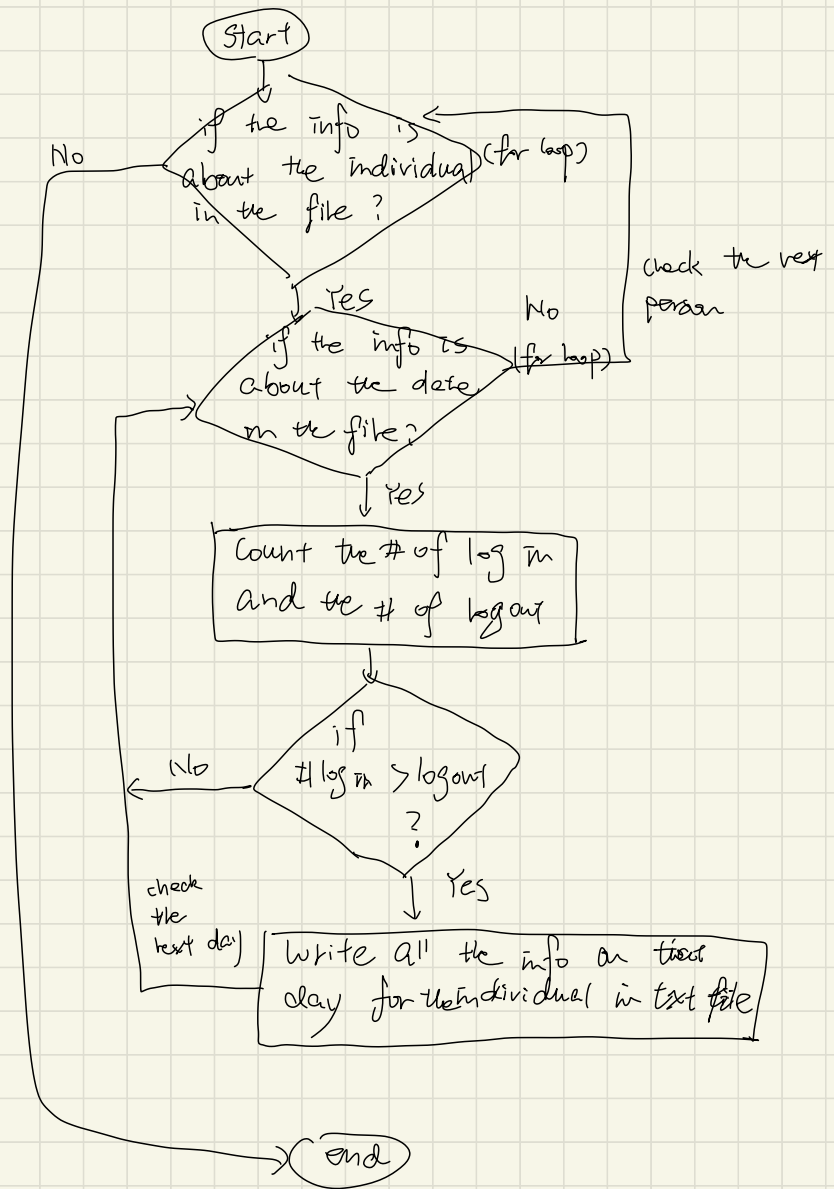 Start
if the info is
about the individual
in the file ?
(for loop)
No
Yes
check the next
person
No
(for loop)
if the info is
about the date
in the file?
Yes
Count the # of log in
and the # of logout
if
# log in > logout
?
No
Yes
check
the
next day
Write all the info on that
day for the individual in txt file
end